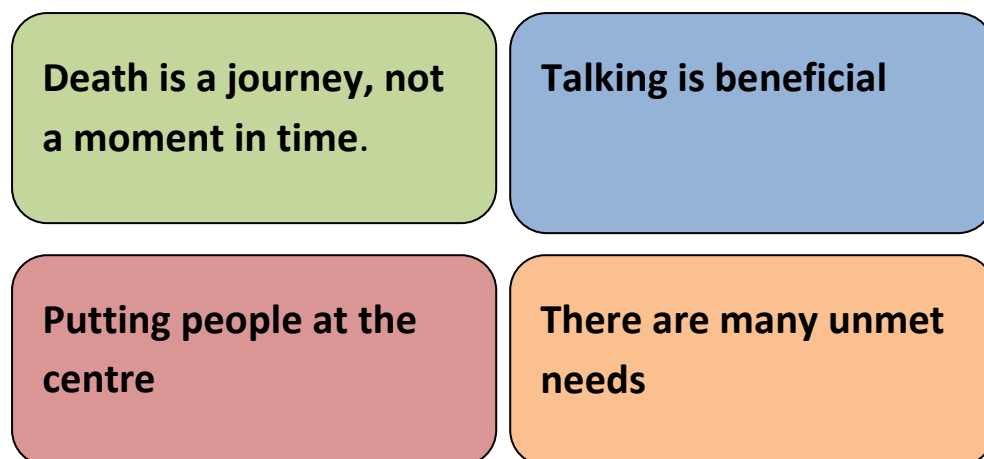 Death is a journey, not
a moment in time.
Talking is beneficial
Putting people at the
centre
There are many unmet
needs